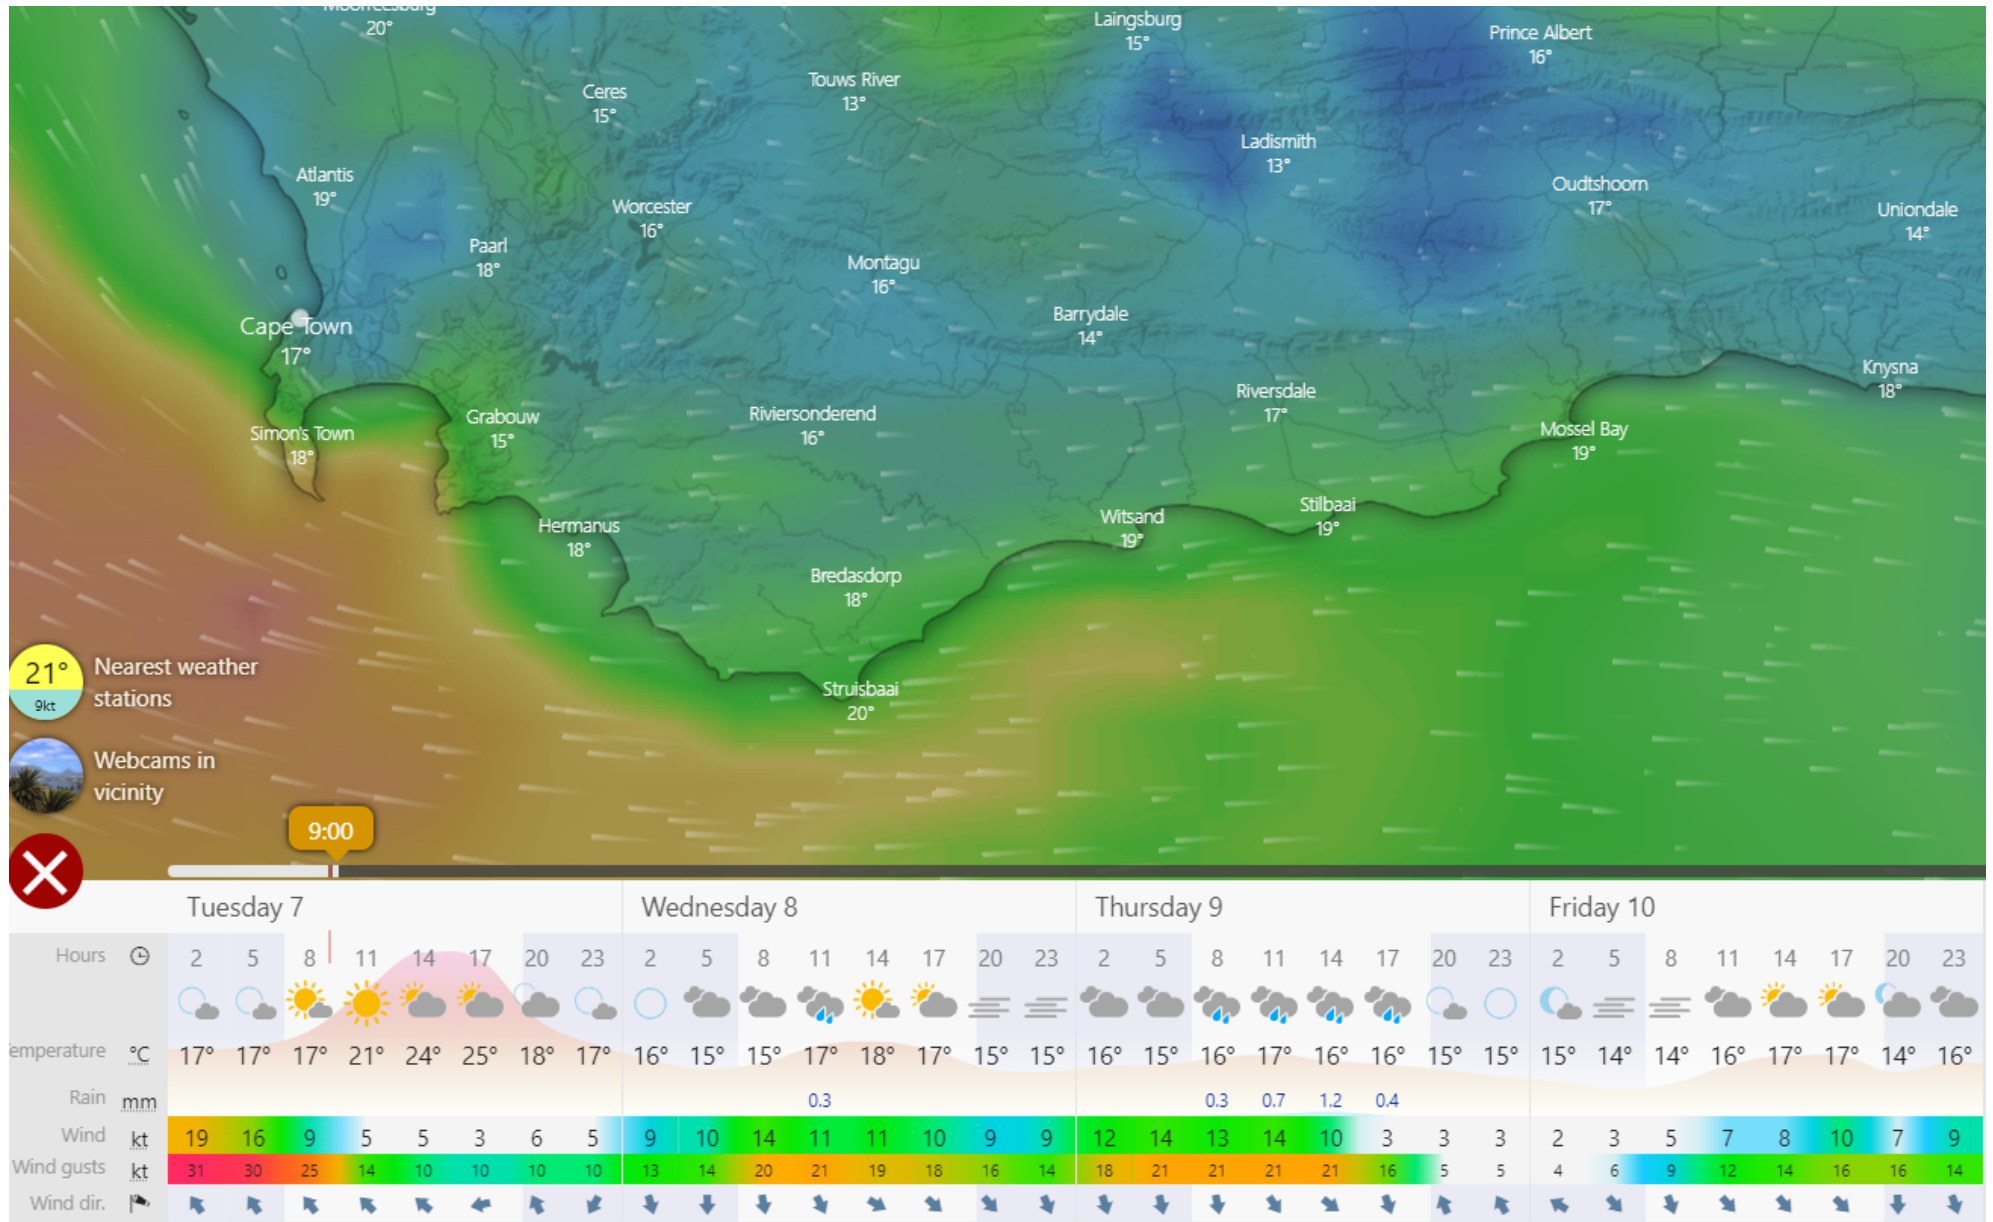 Moorreesburg
20°
Laingsburg
15°
Prince Albert
16°
Ceres
15°
Touws River
13°
Ladismith
13°
Atlantis
19°
Oudtshoorn
17°
Worcester
16°
Uniondale
14°
Paarl
18°
Montagu
16°
Cape Town
17°
Barrydale
14°
Knysna
18°
Riversdale
17°
Grabouw
15°
Riviersonderend
16°
Simon's Town
18°
Mossel Bay
19°
Hermanus
18°
Witsand
19°
Stilbaai
19°
Bredasdorp
18°
Struisbaai
20°
21°
9kt
Nearest weather
stations
Webcams in
vicinity
9:00
Tuesday 7 Wednesday 8 Thursday 9 Friday 10
Hours 2 5 8 11 14 17 20 23 2 5 8 11 14 17 20 23 2 5 8 11 14 17 20 23 2 5 8 11 14 17 20 23
emperature °C 17° 17° 17° 21° 24° 25° 18° 17° 16° 15° 15° 17° 18° 17° 15° 15° 16° 15° 16° 17° 16° 16° 15° 15° 15° 14° 14° 16° 17° 17° 14° 16°
Rain mm 0.3 0.3 0.7 1.2 0.4
Wind kt 19 16 9 5 5 3 6 5 9 10 14 11 11 10 9 9 12 14 13 14 10 3 3 3 2 3 5 7 8 10 7 9
Wind gusts kt 31 30 25 14 10 10 10 10 13 14 20 21 19 18 16 14 18 21 21 21 21 16 5 5 4 6 9 12 14 16 16 14
Wind dir.